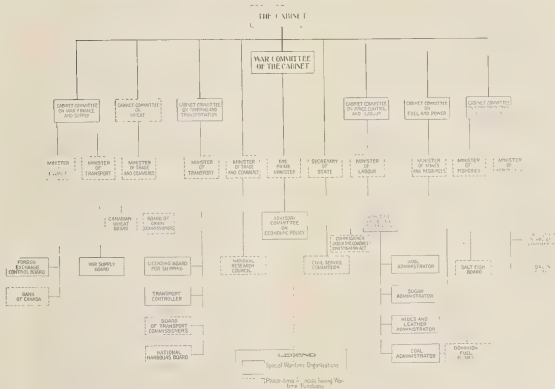 THE CABINET
WAR COMMITTEE
OF THE CABINET
CABINET COMMITTEE
ON WAR FINANCE
AND SUPPLY
CABINET COMMITTEE
ON
WHEAT
CABINET COMMITTEE
ON SHIPPING AND
TRANSPORTATION
CABINET COMMITTEE
ON PRICE CONTROL
AND LABOUR
CABINET COMMITTEE
ON
FUEL AND POWER
CABINET COMMITTEE
MINISTER
MINISTER
OF
TRANSPORT
MINISTER
OF TRADE
AND COMMERCE
MINISTER
OF
TRANSPORT
MINISTER
OF TRADE
AND COMMERCE
THE
PRIME
MINISTER
SECRETARY
OF
STATE
MINISTER
OF
LABOUR
MINISTER
OF MINES
AND RESOURCES
MINISTER
OF
FISHERIES
MINISTER
OF
CANADIAN
WHEAT
BOARD
BOARD OF
GRAIN
COMMISSIONERS
ADVISORY
COMMITTEE
ON
ECONOMIC POLICY
FOREIGN
EXCHANGE
CONTROL BOARD
WAR SUPPLY
BOARD
LICENSING BOARD
FOR SHIPPING
NATIONAL
RESEARCH
COUNCIL
CIVIL SERVICE
COMMISSION
WOOL
ADMINISTRATOR
SALT FISH
BOARD
BANK
OF CANADA
TRANSPORT
CONTROLLER
SUGAR
ADMINISTRATOR
BOARD
OF TRANSPORT
COMMISSIONERS
HIDES AND
LEATHER
ADMINISTRATOR
NATIONAL
HARBOURS BOARD
COAL
ADMINISTRATOR
DOMINION
FUEL
LEGEND
Special Wartime Organizations
time Functions